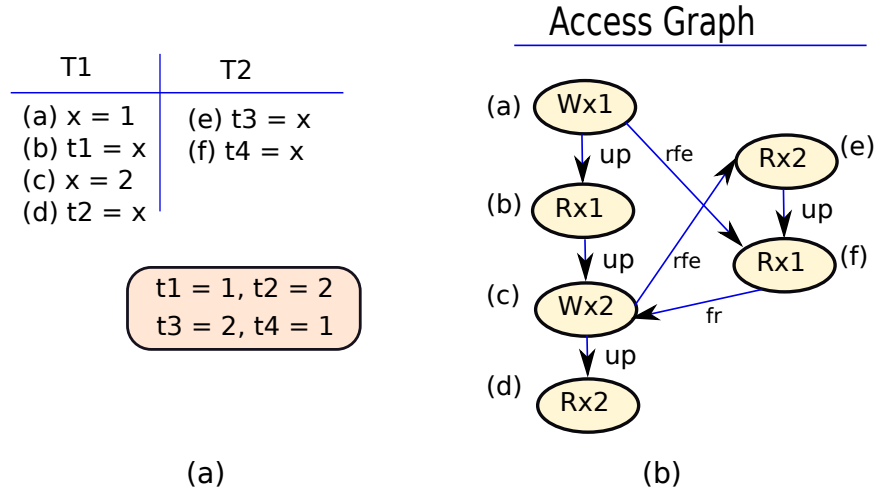 T1 T2
(a) x = 1
(b) t1 = x
(c) x = 2
(d) t2 = x
(e) t3 = x
(f) t4 = x
t1 = 1, t2 = 2
t3 = 2, t4 = 1
(a)
Access Graph
(a) Wx1
up
rfe
Rx2 (e)
(b) Rx1
up
up
rfe
Rx1 (f)
(c) Wx2
fr
up
(d) Rx2
(b)